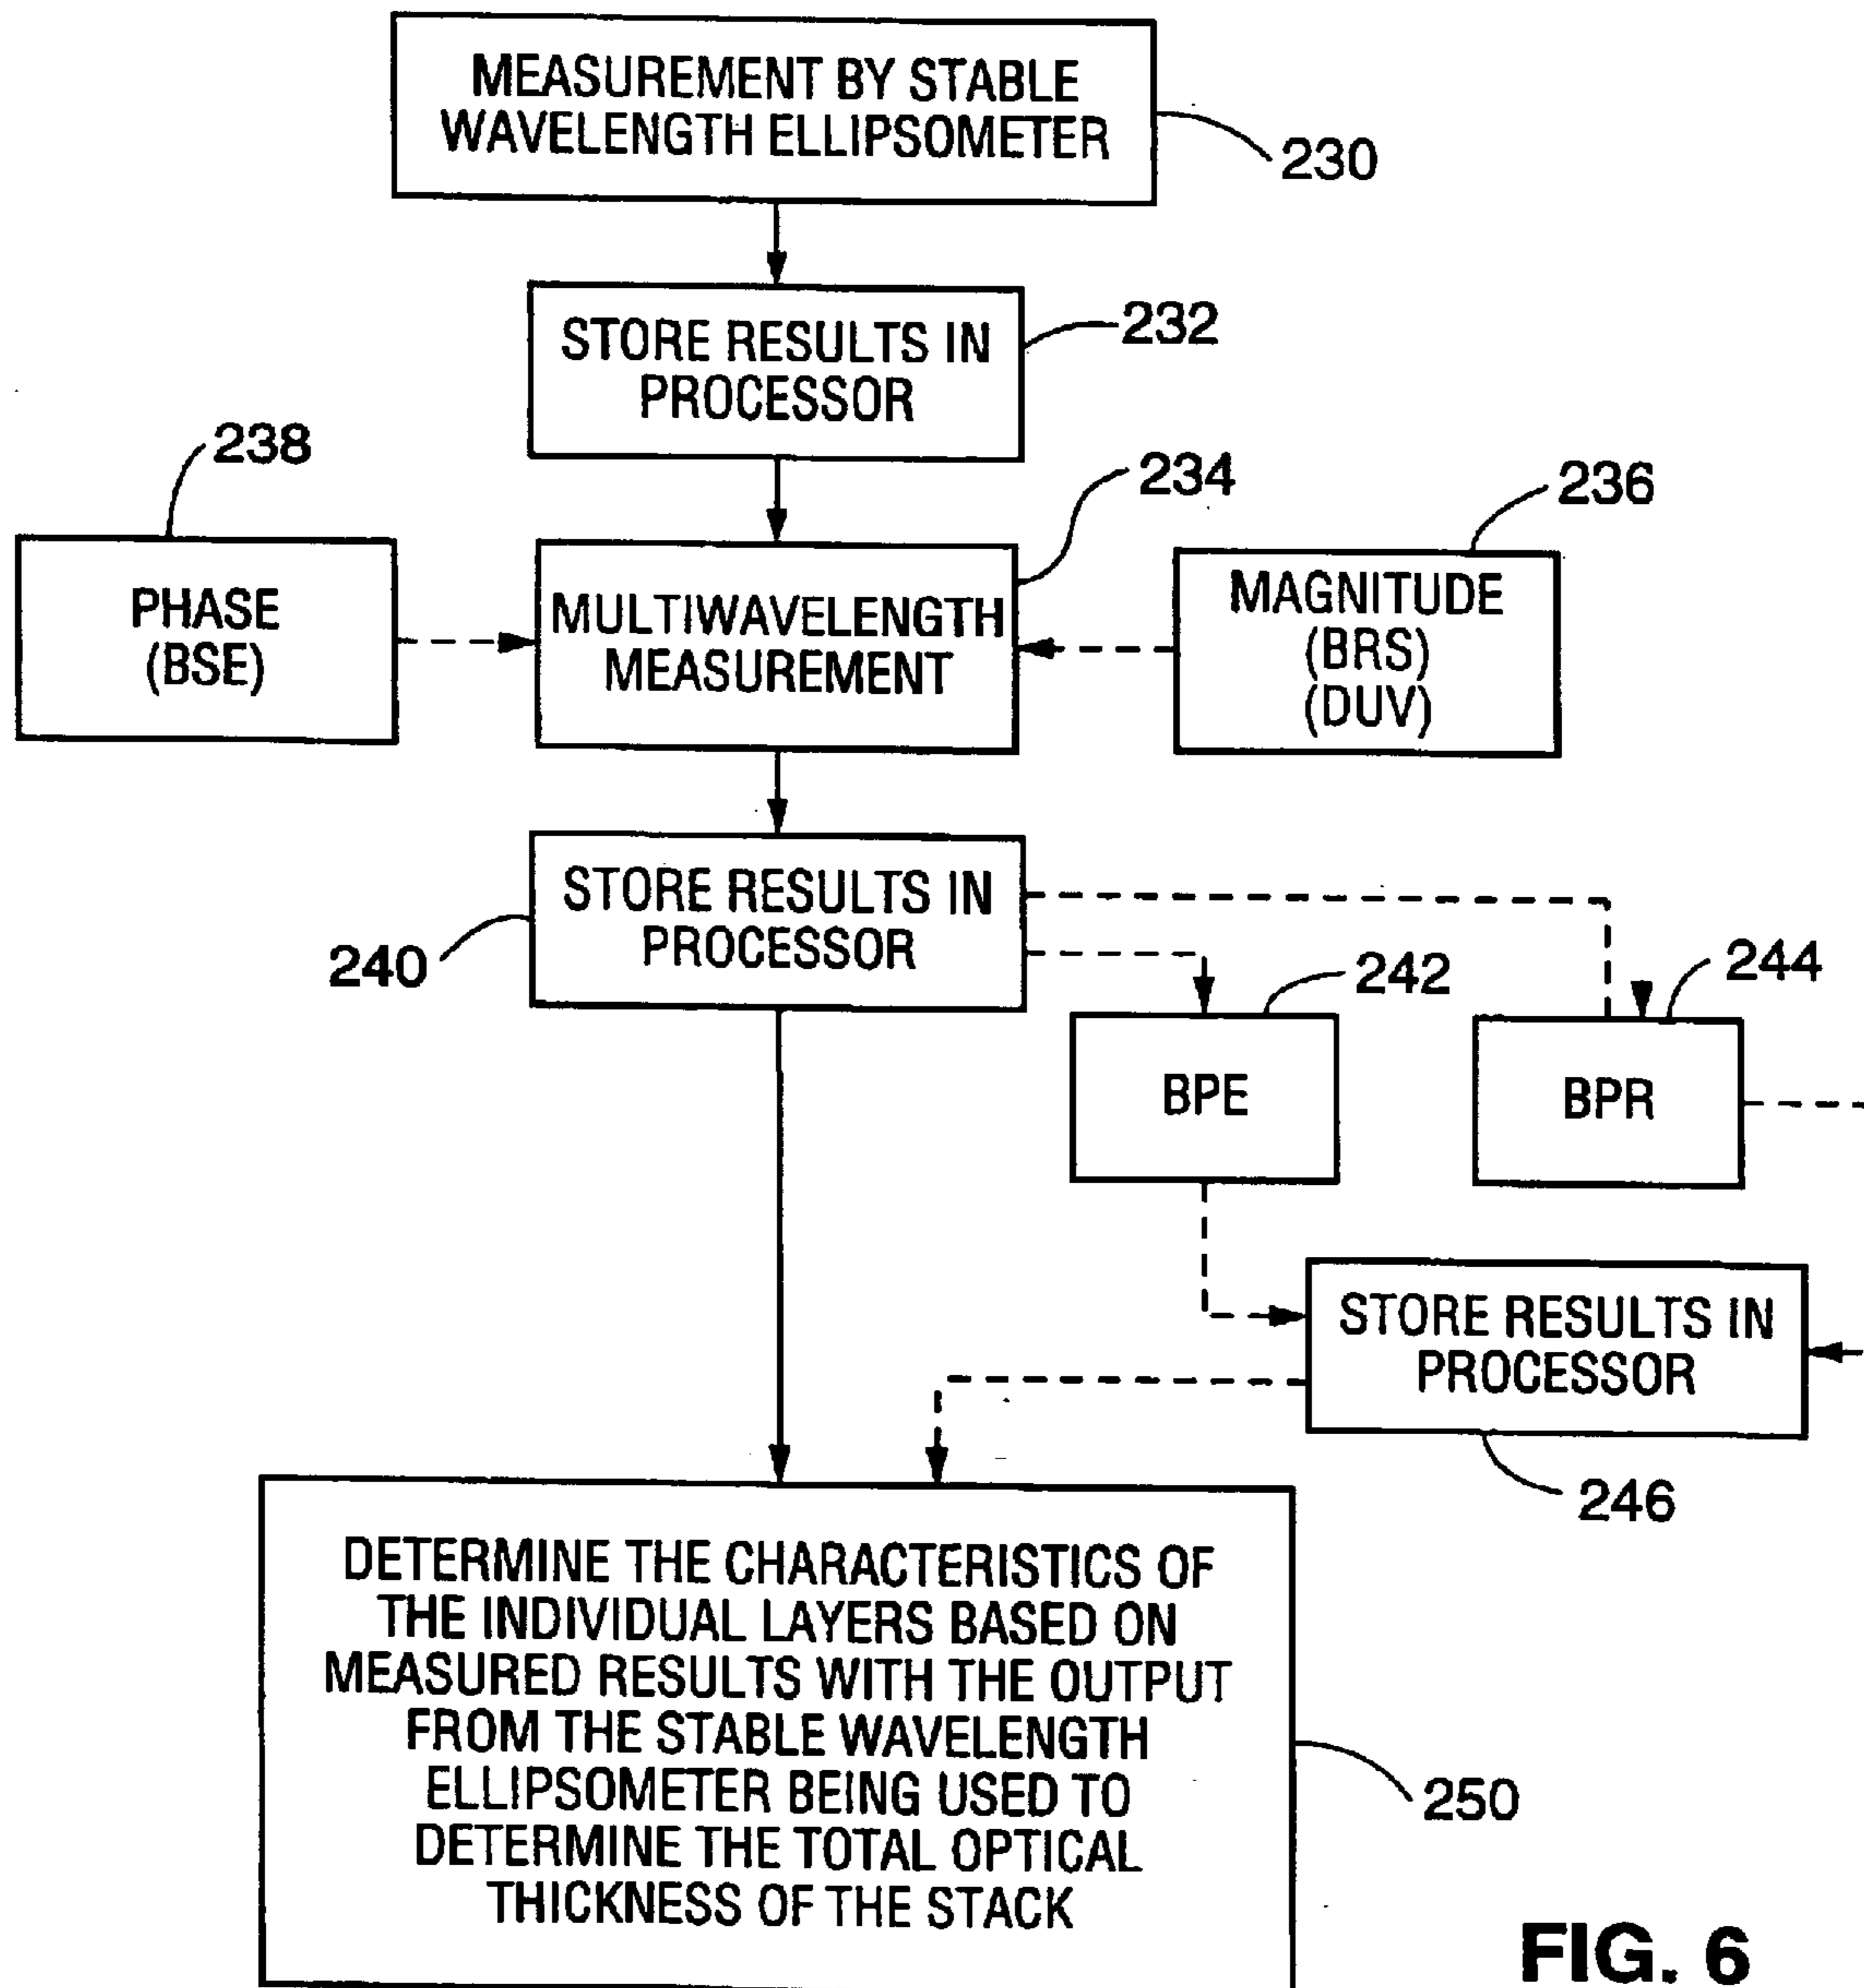 MEASUREMENT BY STABLE
WAVELENGTH ELLIPSOMETER
230
STORE RESULTS IN
PROCESSOR
232
238
234
236
PHASE
(BSE)
MULTIWAVELENGTH
MEASUREMENT
MAGNITUDE
(BRS)
(DUV)
STORE RESULTS IN
PROCESSOR
240
242
244
BPE
BPR
STORE RESULTS IN
PROCESSOR
246
DETERMINE THE CHARACTERISTICS OF
THE INDIVIDUAL LAYERS BASED ON
MEASURED RESULTS WITH THE OUTPUT
FROM THE STABLE WAVELENGTH
ELLIPSOMETER BEING USED TO
DETERMINE THE TOTAL OPTICAL
THICKNESS OF THE STACK
250
FIG. 6